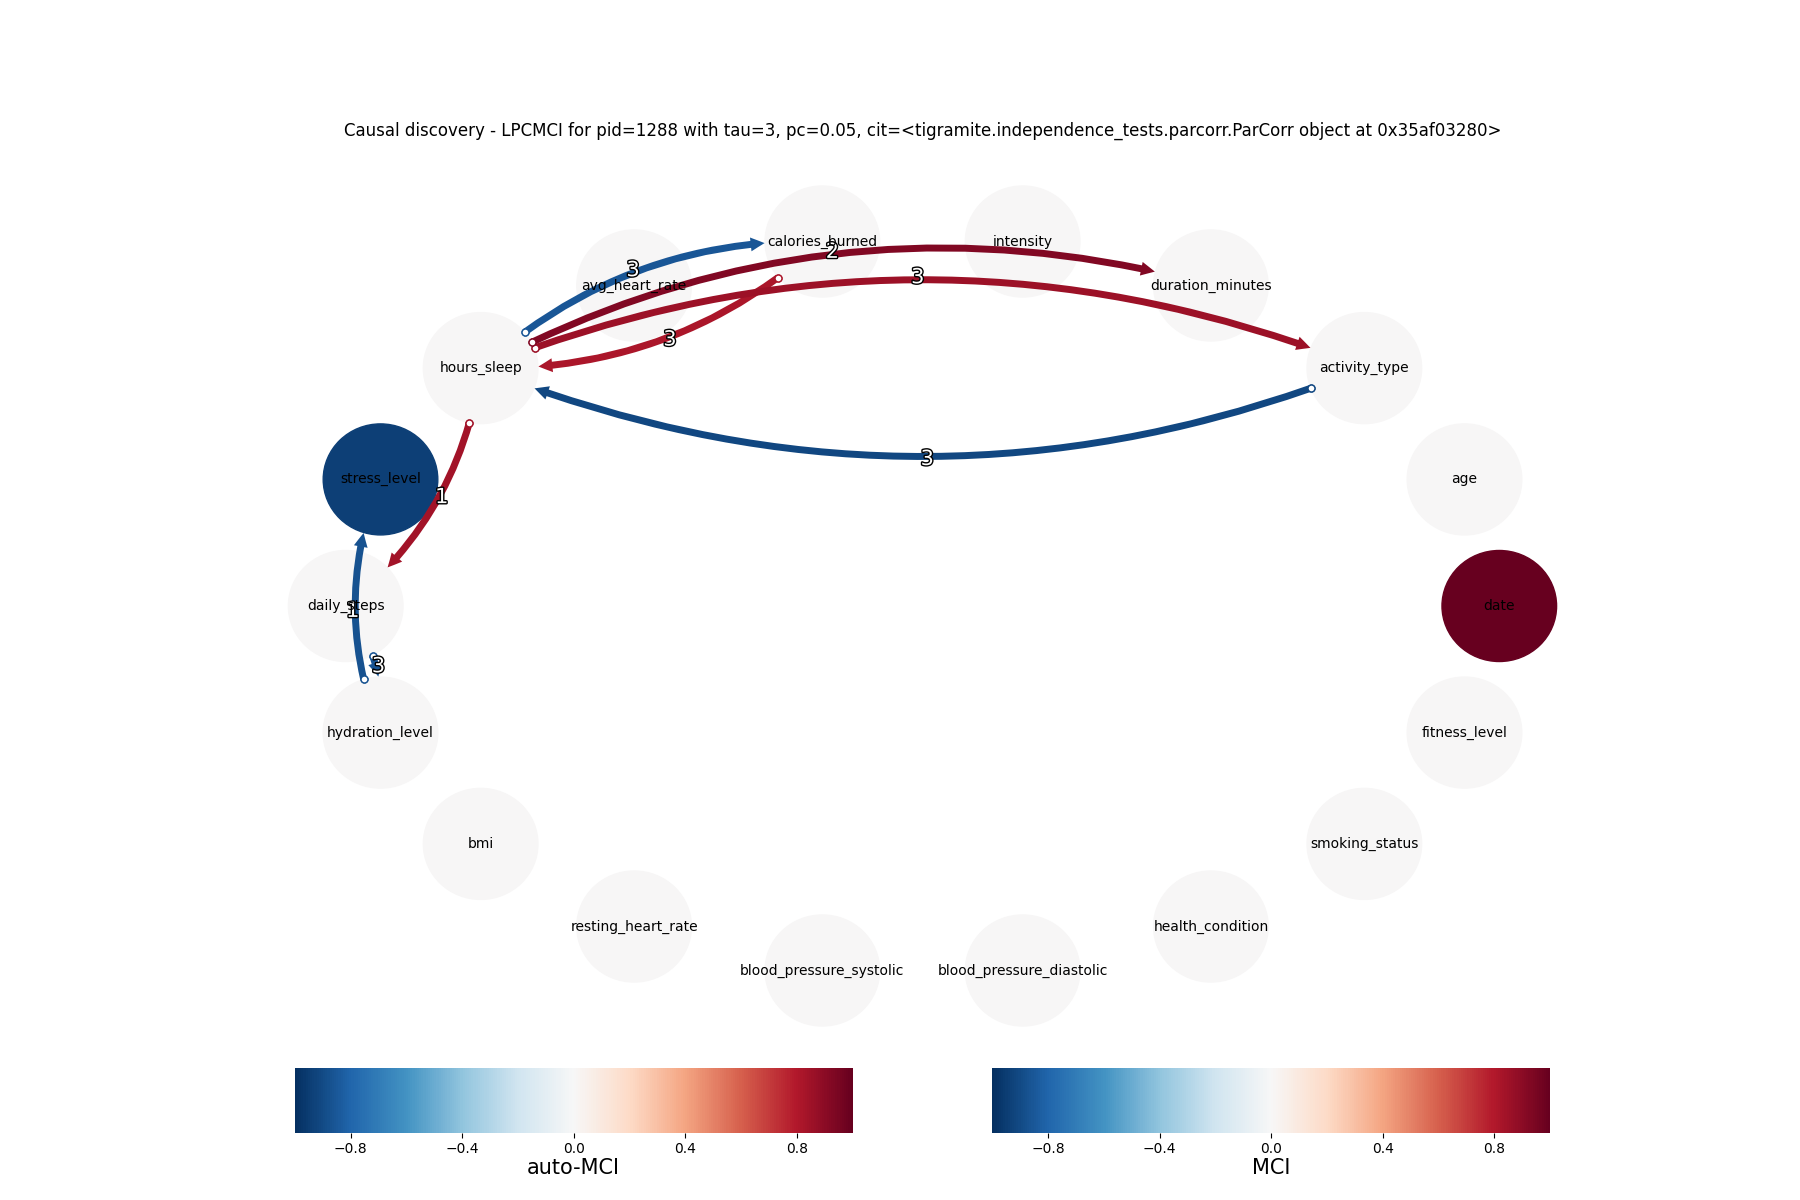 Causal discovery - LPCMCI for pid=1288 with tau=3, pc=0.05, cit=<tigramite.independence_tests.parcorr.ParCorr object at 0x35af03280>
calories_burned
intensity
2
3
avg_heart_rate
3
duration_minutes
3
hours_sleep
activity_type
3
stress_level
age
1
daily_steps
1
date
3
hydration_level
fitness_level
bmi
smoking_status
resting_heart_rate
health_condition
blood_pressure_systolic
blood_pressure_diastolic
−0.8 −0.4 0.0 0.4 0.8
auto-MCI
−0.8 −0.4 0.0 0.4 0.8
MCI